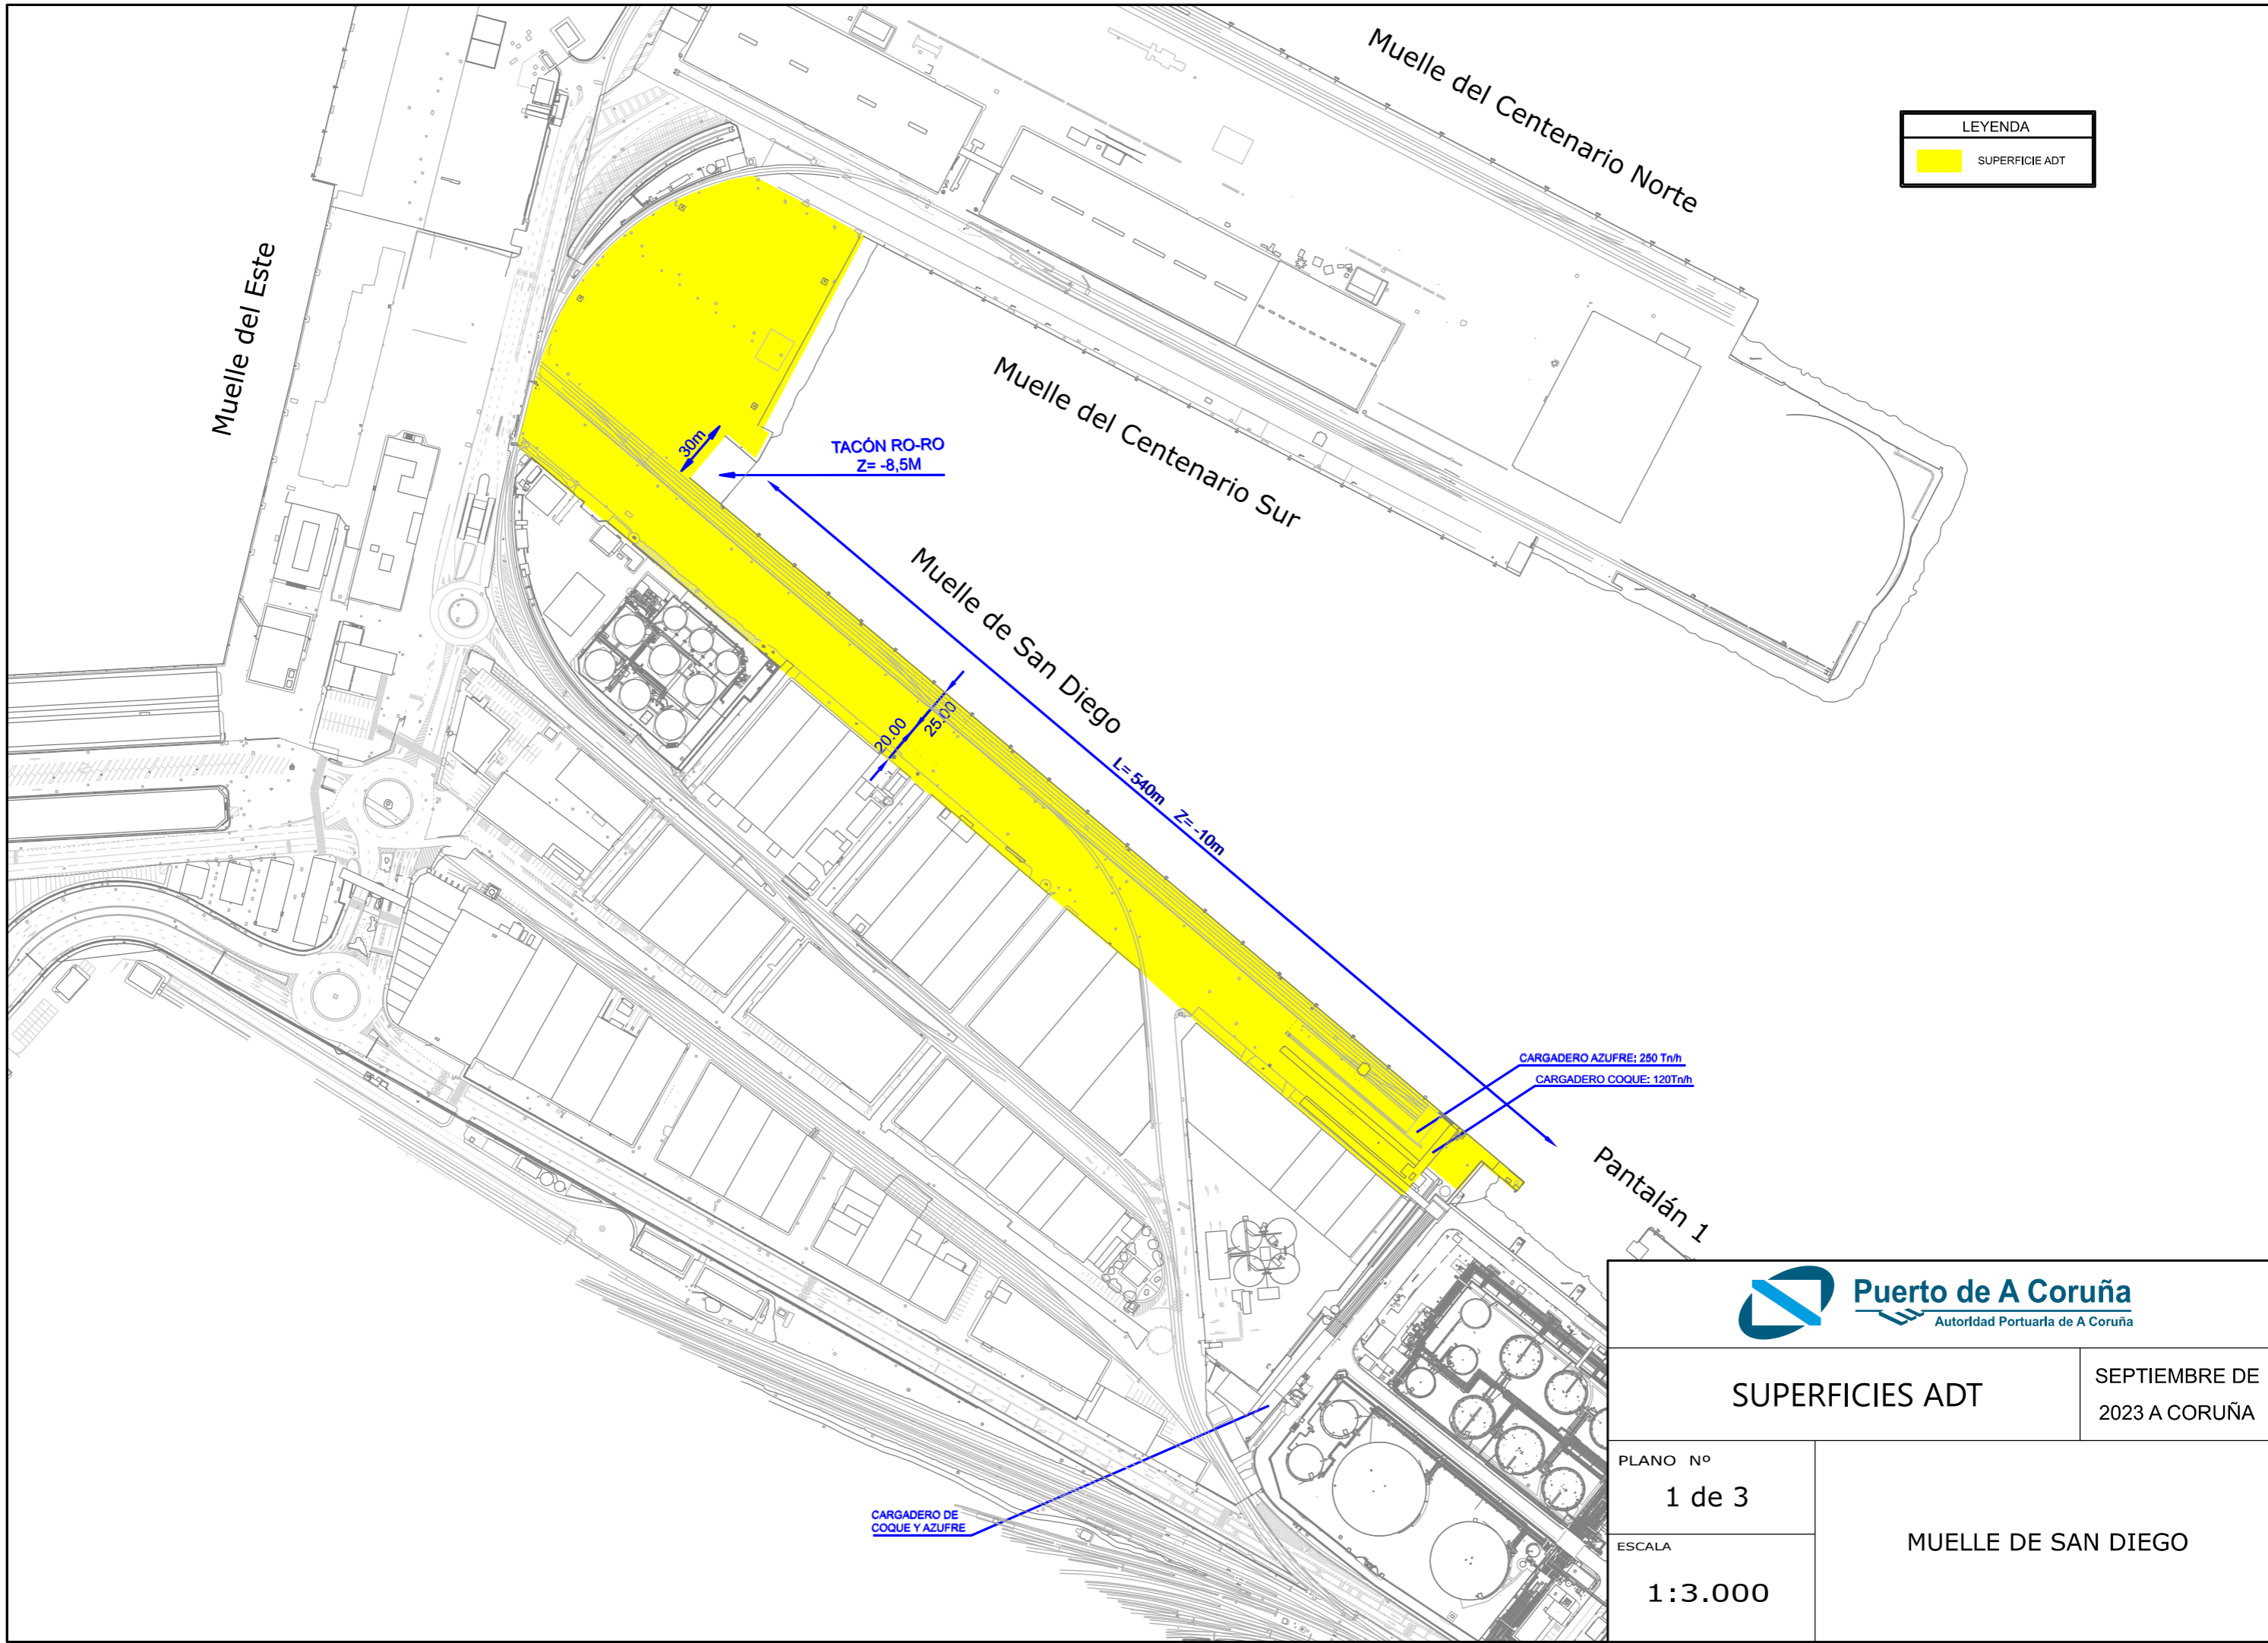 Muelle del Centenario Norte
LEYENDA
SUPERFICIE ADT
Muelle del Este
Muelle del Centenario Sur
30m
TACÓN RO-RO
Z= -8,5M
Muelle de San Diego
20.00
25.00
L= 540m Z= -10m
CARGADERO AZUFRE: 250 Tn/h
CARGADERO COQUE: 120Tn/h
Pantalán 1
CARGADERO DE
COQUE Y AZUFRE
Puerto de A Coruña
Autoridad Portuaria de A Coruña
SUPERFICIES ADT
SEPTIEMBRE DE
2023 A CORUÑA
PLANO Nº
1 de 3
ESCALA
1:3.000
MUELLE DE SAN DIEGO